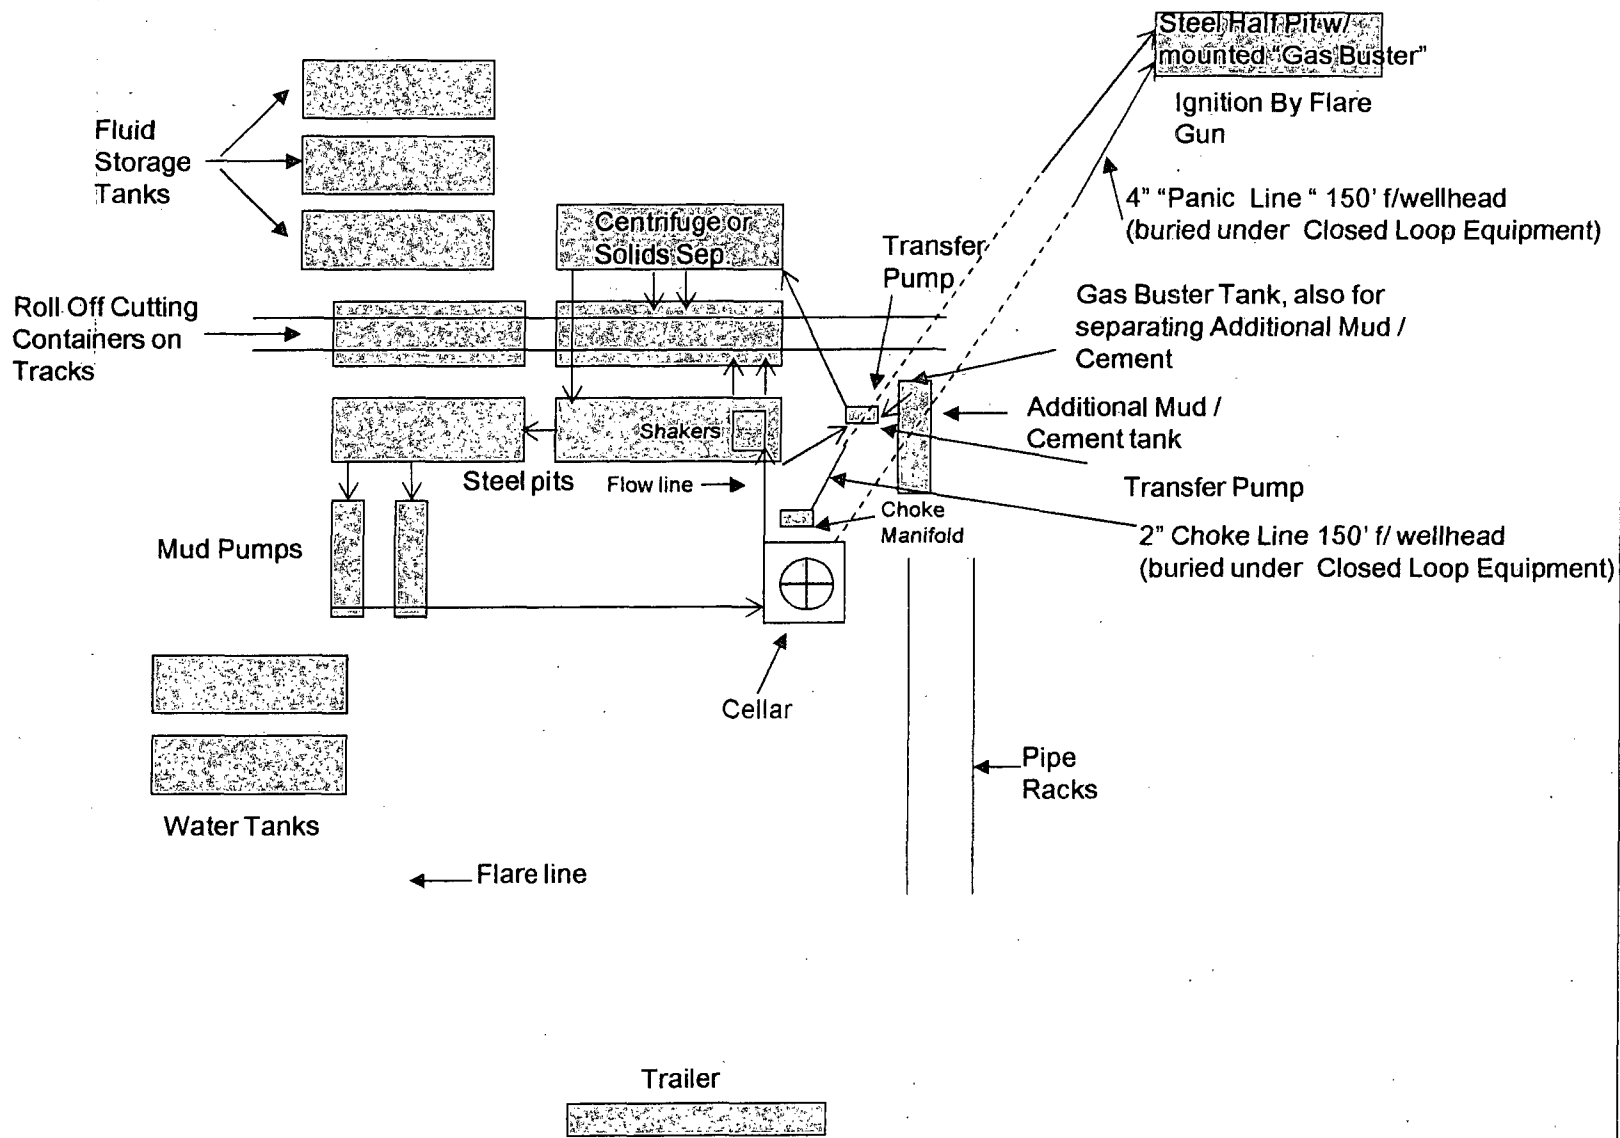 Steel Half Pit w/
mounted "Gas Buster"
Ignition By Flare
Gun
Fluid
Storage
Tanks
4" "Panic Line " 150' f/wellhead
(buried under Closed Loop Equipment)
Centrifuge or
Solids Sep
Transfer
Pump
Roll Off Cutting
Containers on
Tracks
Gas Buster Tank, also for
separating Additional Mud /
Cement
Additional Mud /
Cement tank
Shakers
Steel pits
Flow line
Transfer Pump
Choke
Manifold
2" Choke Line 150' f/ wellhead
(buried under Closed Loop Equipment)
Mud Pumps
Cellar
Pipe
Racks
Water Tanks
Flare line
Trailer